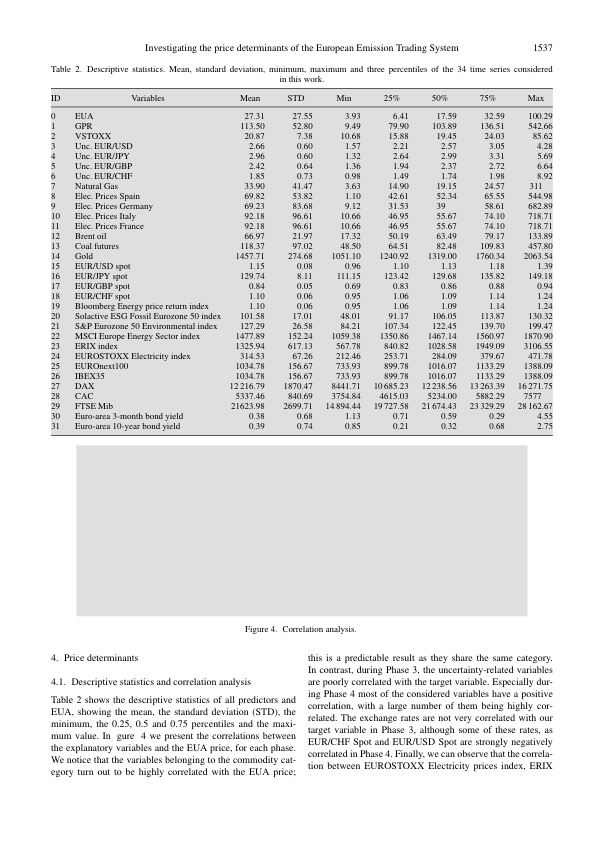 Investigating the price determinants of the European Emission Trading System 1537
Table 2. Descriptive statistics. Mean, standard deviation, minimum, maximum and three percentiles of the 34 time series considered
in this work.
ID Variables Mean STD Min 25% 50% 75% Max
0 EUA 27.31 27.55 3.93 6.41 17.59 32.59 100.29
1 GPR 113.50 52.80 9.49 79.90 103.89 136.51 542.66
2 VSTOXX 20.87 7.38 10.68 15.88 19.45 24.03 85.62
3 Unc. EUR/USD 2.66 0.60 1.57 2.21 2.57 3.05 4.28
4 Unc. EUR/JPY 2.96 0.60 1.32 2.64 2.99 3.31 5.69
5 Unc. EUR/GBP 2.42 0.64 1.36 1.94 2.37 2.72 6.64
6 Unc. EUR/CHF 1.85 0.73 0.98 1.49 1.74 1.98 8.92
7 Natural Gas 33.90 41.47 3.63 14.90 19.15 24.57 311
8 Elec. Prices Spain 69.82 53.82 1.10 42.61 52.34 65.55 544.98
9 Elec. Prices Germany 69.23 83.68 9.12 31.53 39 58.61 682.89
10 Elec. Prices Italy 92.18 96.61 10.66 46.95 55.67 74.10 718.71
11 Elec. Prices France 92.18 96.61 10.66 46.95 55.67 74.10 718.71
12 Brent oil 66.97 21.97 17.32 50.19 63.49 79.17 133.89
13 Coal futures 118.37 97.02 48.50 64.51 82.48 109.83 457.80
14 Gold 1457.71 274.68 1051.10 1240.92 1319.00 1760.34 2063.54
15 EUR/USD spot 1.15 0.08 0.96 1.10 1.13 1.18 1.39
16 EUR/JPY spot 129.74 8.11 111.15 123.42 129.68 135.82 149.18
17 EUR/GBP spot 0.84 0.05 0.69 0.83 0.86 0.88 0.94
18 EUR/CHF spot 1.10 0.06 0.95 1.06 1.09 1.14 1.24
19 Bloomberg Energy price return index 1.10 0.06 0.95 1.06 1.09 1.14 1.24
20 Solactive ESG Fossil Eurozone 50 index 101.58 17.01 48.01 91.17 106.05 113.87 130.32
21 S&P Eurozone 50 Environmental index 127.29 26.58 84.21 107.34 122.45 139.70 199.47
22 MSCI Europe Energy Sector index 1477.89 152.24 1059.38 1350.86 1467.14 1560.97 1870.90
23 ERIX index 1325.94 617.13 567.78 840.82 1028.58 1949.09 3106.55
24 EUROSTOXX Electricity index 314.53 67.26 212.46 253.71 284.09 379.67 471.78
25 EUROnext100 1034.78 156.67 733.93 899.78 1016.07 1133.29 1388.09
26 IBEX35 1034.78 156.67 733.93 899.78 1016.07 1133.29 1388.09
27 DAX 12 216.79 1870.47 8441.71 10 685.23 12 238.56 13 263.39 16 271.75
28 CAC 5337.46 840.69 3754.84 4615.03 5234.00 5882.29 7577
29 FTSE Mib 21623.98 2699.71 14 894.44 19 727.58 21 674.43 23 329.29 28 162.67
30 Euro-area 3-month bond yield 0.38 0.68 1.13 0.71 0.59 0.29 4.55
31 Euro-area 10-year bond yield 0.39 0.74 0.85 0.21 0.32 0.68 2.75
Figure 4. Correlation analysis.
4. Price determinants
4.1. Descriptive statistics and correlation analysis
Table 2 shows the descriptive statistics of all predictors and
EUA, showing the mean, the standard deviation (STD), the
minimum, the 0.25, 0.5 and 0.75 percentiles and the maxi-
mum value. In gure 4 we present the correlations between
the explanatory variables and the EUA price, for each phase.
We notice that the variables belonging to the commodity cat-
egory turn out to be highly correlated with the EUA price;
this is a predictable result as they share the same category.
In contrast, during Phase 3, the uncertainty-related variables
are poorly correlated with the target variable. Especially dur-
ing Phase 4 most of the considered variables have a positive
correlation, with a large number of them being highly cor-
related. The exchange rates are not very correlated with our
target variable in Phase 3, although some of these rates, as
EUR/CHF Spot and EUR/USD Spot are strongly negatively
correlated in Phase 4. Finally, we can observe that the correla-
tion between EUROSTOXX Electricity prices index, ERIX